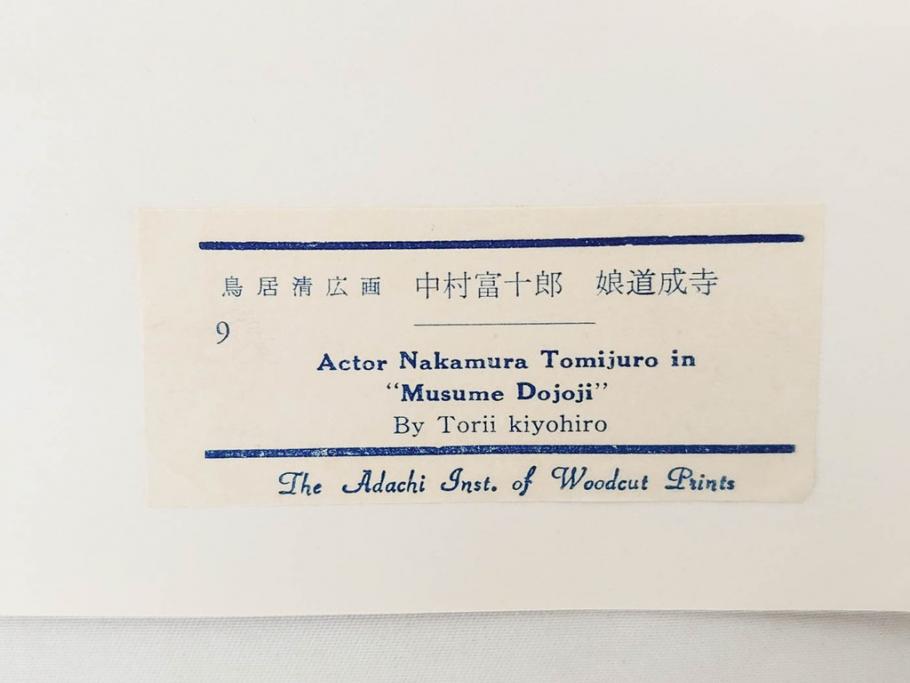 鳥居清広画 中村富十郎 娘道成寺
9
Actor Nakamura Tomijuro in
“Musume Dojoji”
By Torii kiyohiro
The Adachi Inst. of Woodcut Prints